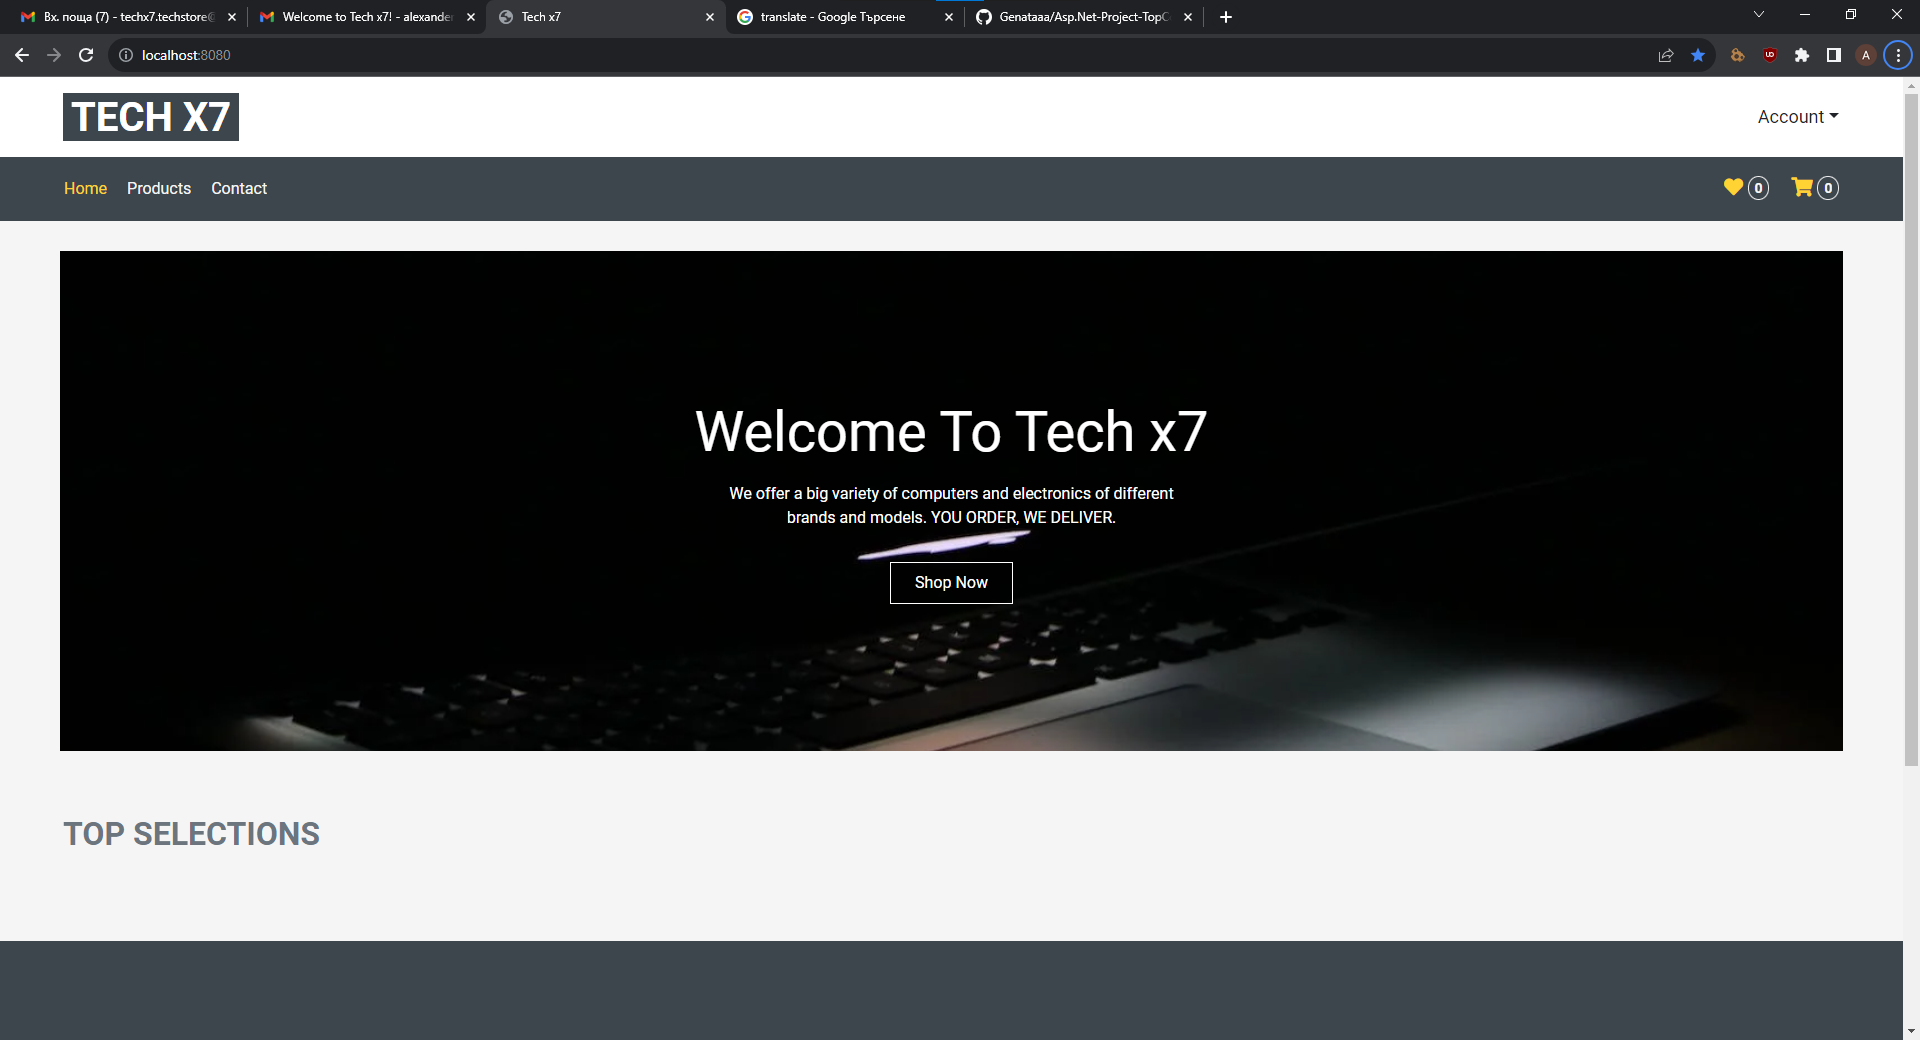 Вх. поща (7) - techx7.techstore@
Welcome to Tech x7! - alexander
Tech x7
translate - Google Търсене
Genataaa/Asp.Net-Project-TopC
localhost:8080
A
TECH X7
Account
Home
Products
Contact
0
0
Welcome To Tech x7
We offer a big variety of computers and electronics of different
brands and models. YOU ORDER, WE DELIVER.
Shop Now
TOP SELECTIONS